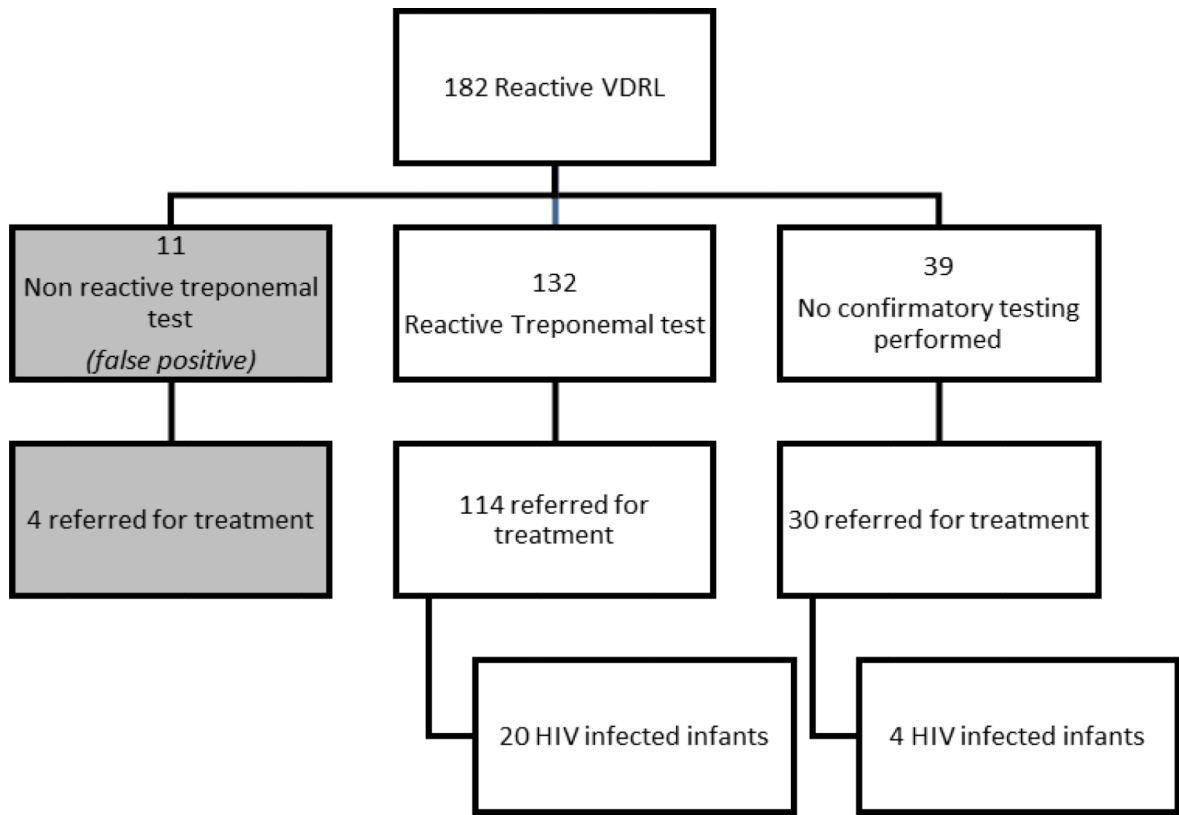 182 Reactive VDRL
11
Non reactive treponemal
test
(false positive)
132
Reactive Treponemal test
39
No confirmatory testing
performed
4 referred for treatment
114 referred for
treatment
30 referred for treatment
20 HIV infected infants
4 HIV infected infants